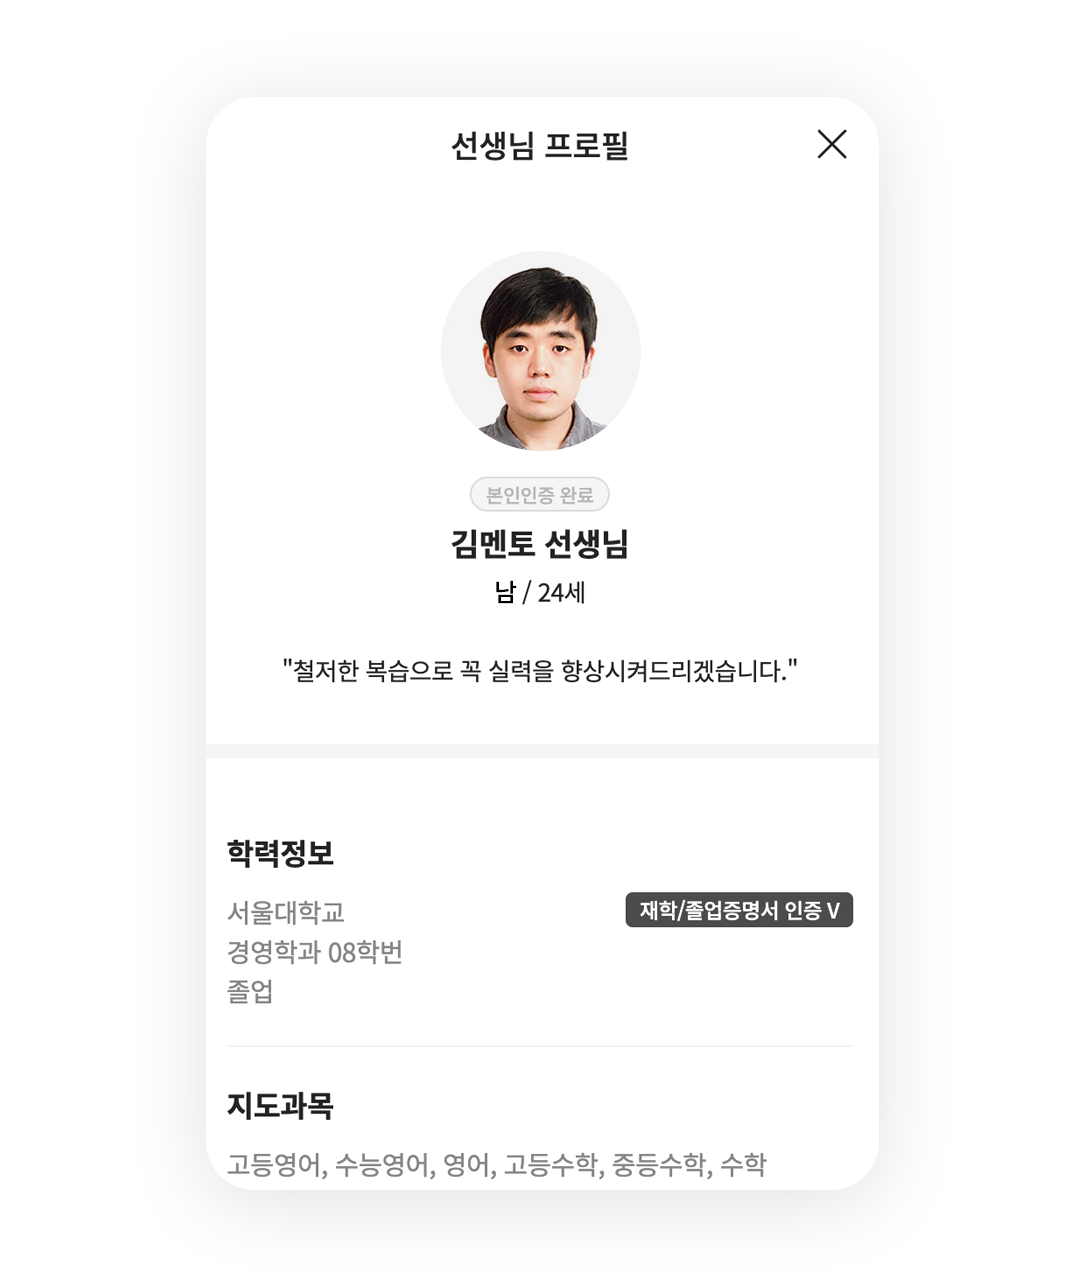 선생님 프로필
본인인증 완료
김멘토 선생님
남 / 24세
"철저한 복습으로 꼭 실력을 향상시켜드리겠습니다."
학력정보
서울대학교
재학/졸업증명서 인증 V
경영학과 08학번
졸업
지도과목
고등영어, 수능영어, 영어, 고등수학, 중등수학, 수학